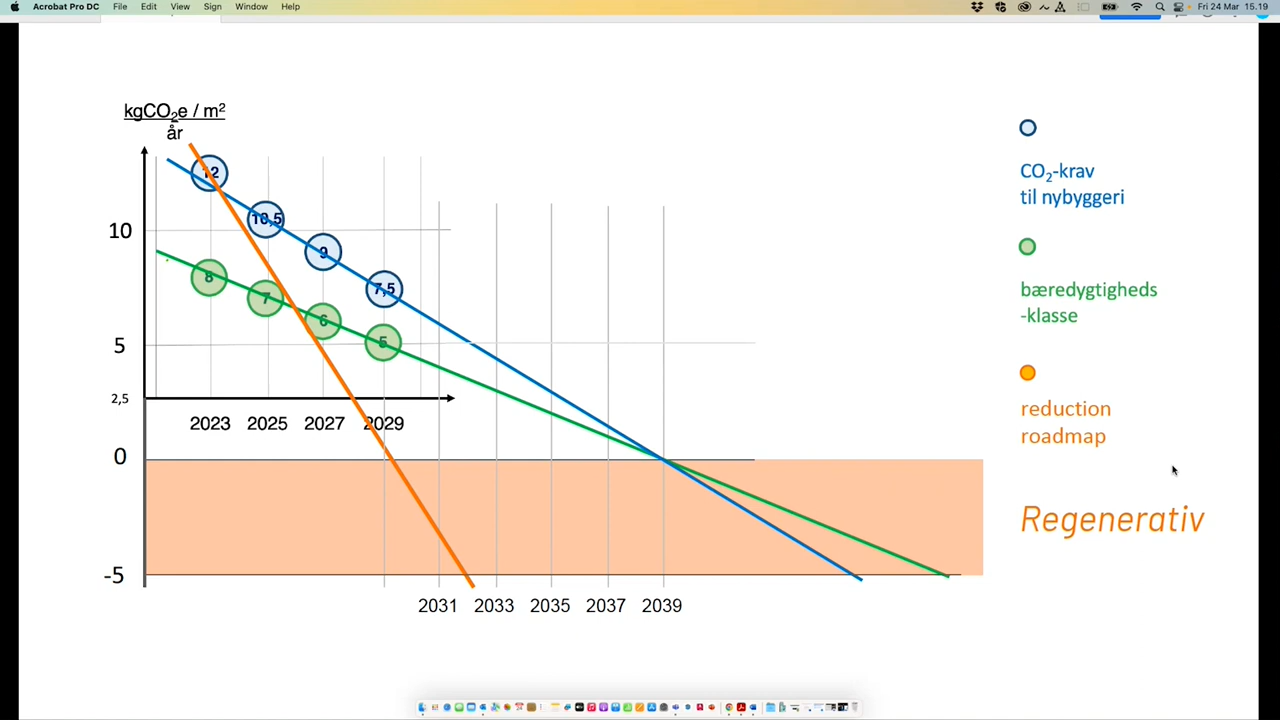 Acrobat Pro DC File Edit View Sign Window Help
Fri 24 Mar 15.19
kgCO₂e / m²
år
12
10,5
9
7,5
8
7
6
5
10
5
2,5
0
-5
2023 2025 2027 2029
2031 2033 2035 2037 2039
CO₂-krav
til nybyggeri
bæredygtigheds
-klasse
reduction
roadmap
Regenerativ